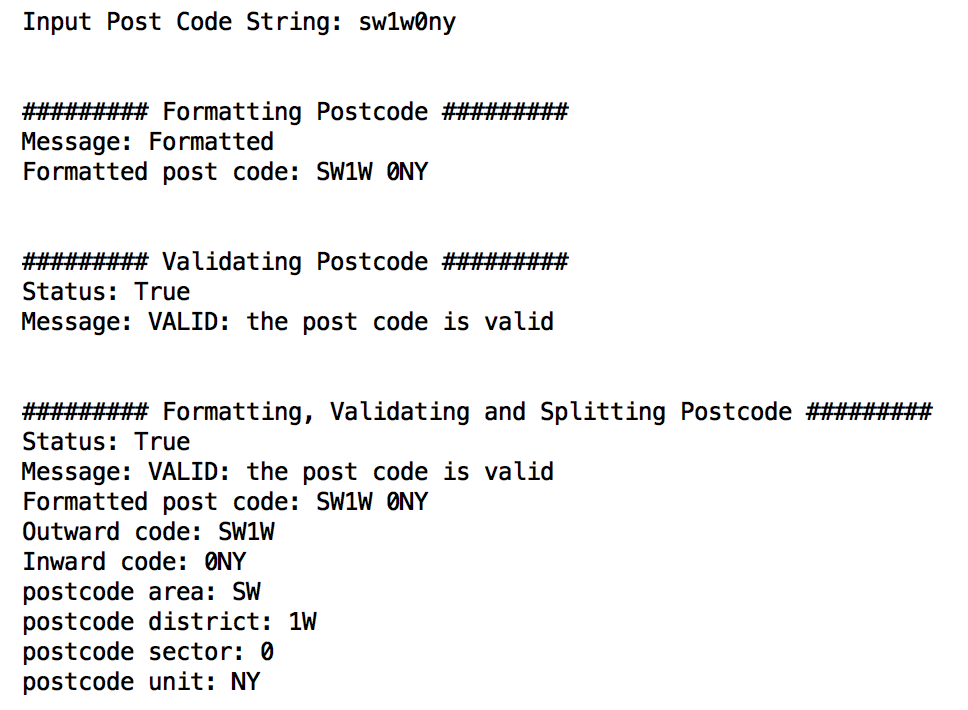 Input Post Code String: sw1w0ny
######### Formatting Postcode #########
Message: Formatted
Formatted post code: SW1W 0NY
######### Validating Postcode #########
Status: True
Message: VALID: the post code is valid
######### Formatting, Validating and Splitting Postcode #########
Status: True
Message: VALID: the post code is valid
Formatted post code: SW1W 0NY
Outward code: SW1W
Inward code: 0NY
postcode area: SW
postcode district: 1W
postcode sector: 0
postcode unit: NY